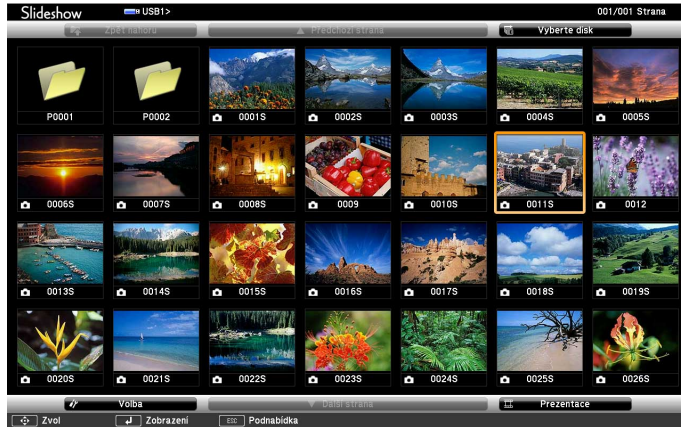 Slideshow USB1> 001/001 Strana
Zpět nahoru Předchozí strana Vyberte disk
P0001 P0002 0001S 0002S 0003S 0004S 0005S
0006S 0007S 0008S 0009 0010S 0011S 0012
0013S 0014S 0015S 0016S 0017S 0018S 0019S
0020S 0021S 0022S 0023S 0024S 0025S 0026S
Volba Další strana Prezentace
Zvol Zobrazení ESC Podnabídka